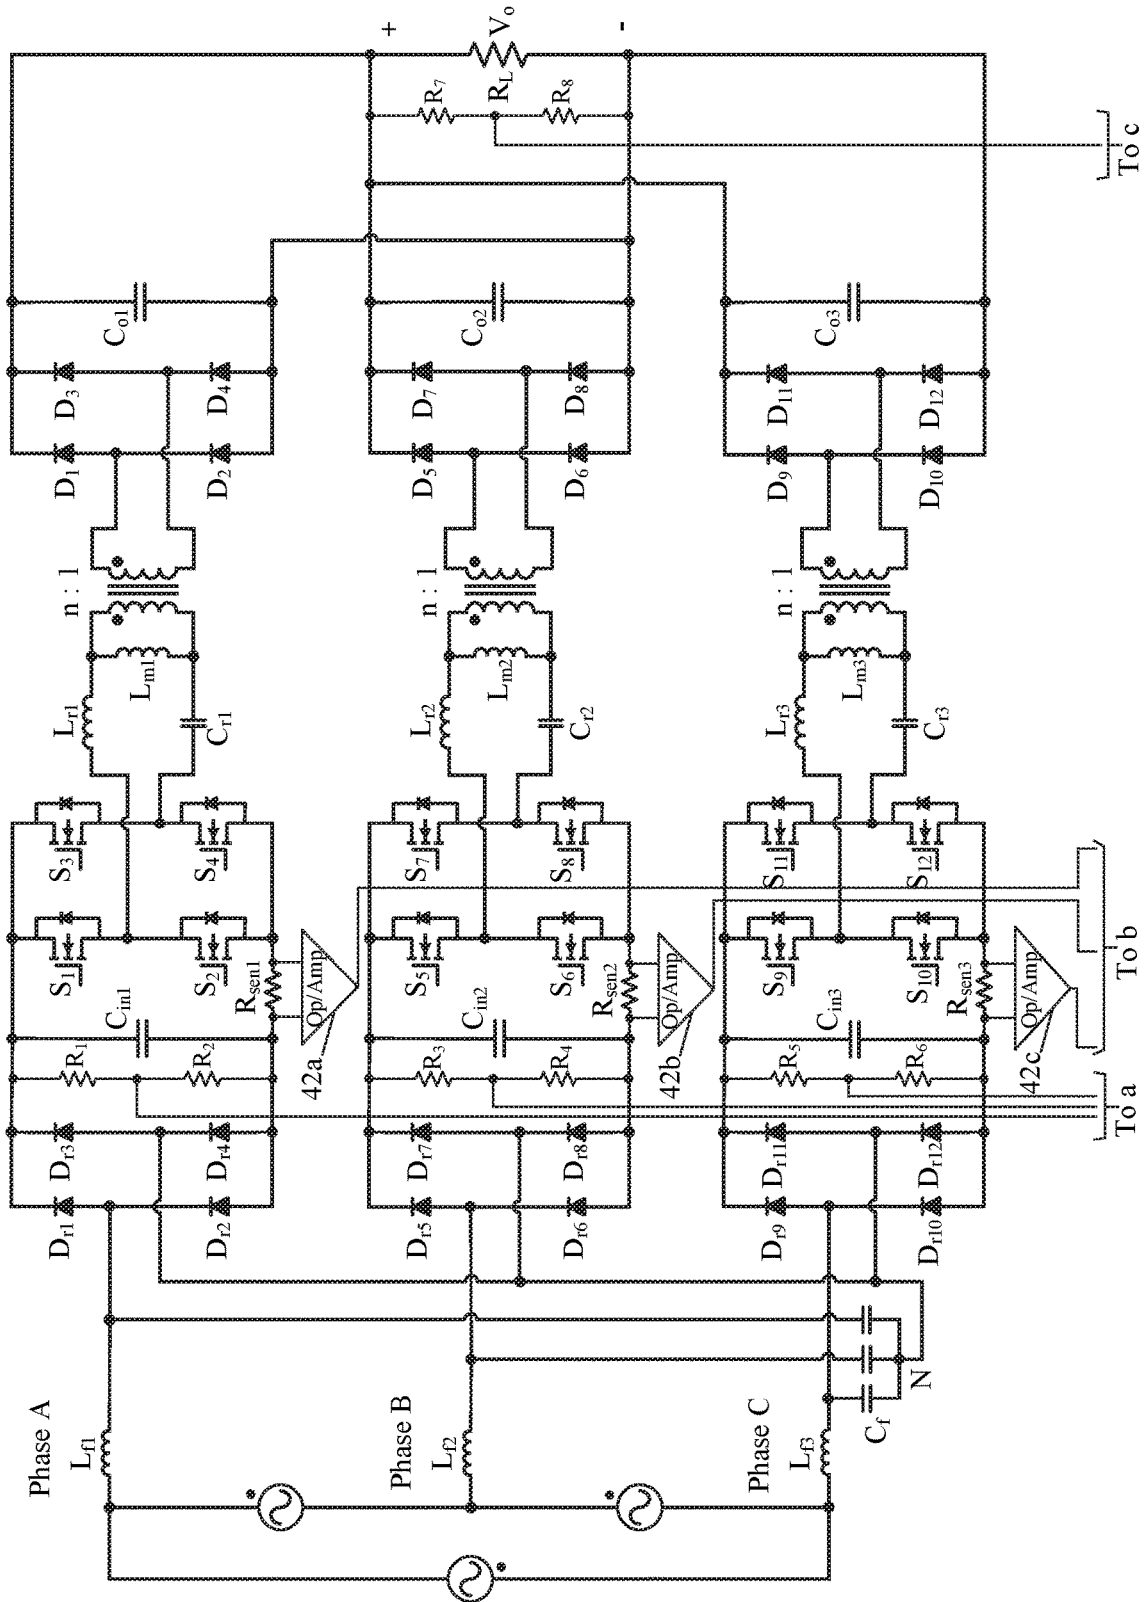 Phase A
L_f1
D_r1
D_r3
D_r2
D_r4
R_1
R_2
C_in1
R_sen1
Op/Amp
42a
S_1
S_3
S_2
S_4
L_r1
L_m1
C_r1
n : 1
D_1
D_3
D_2
D_4
C_o1
Phase B
L_f2
D_r5
D_r7
D_r6
D_r8
R_3
R_4
C_in2
R_sen2
Op/Amp
42b
S_5
S_7
S_6
S_8
L_r2
L_m2
C_r2
n : 1
D_5
D_7
D_6
D_8
C_o2
R_7
R_8
R_L
+
V_o
-
Phase C
L_f3
C_f
N
D_r9
D_r11
D_r10
D_r12
R_5
R_6
C_in3
R_sen3
Op/Amp
42c
S_9
S_11
S_10
S_12
L_r3
L_m3
C_r3
n : 1
D_9
D_11
D_10
D_12
C_o3
To a
To b
To c